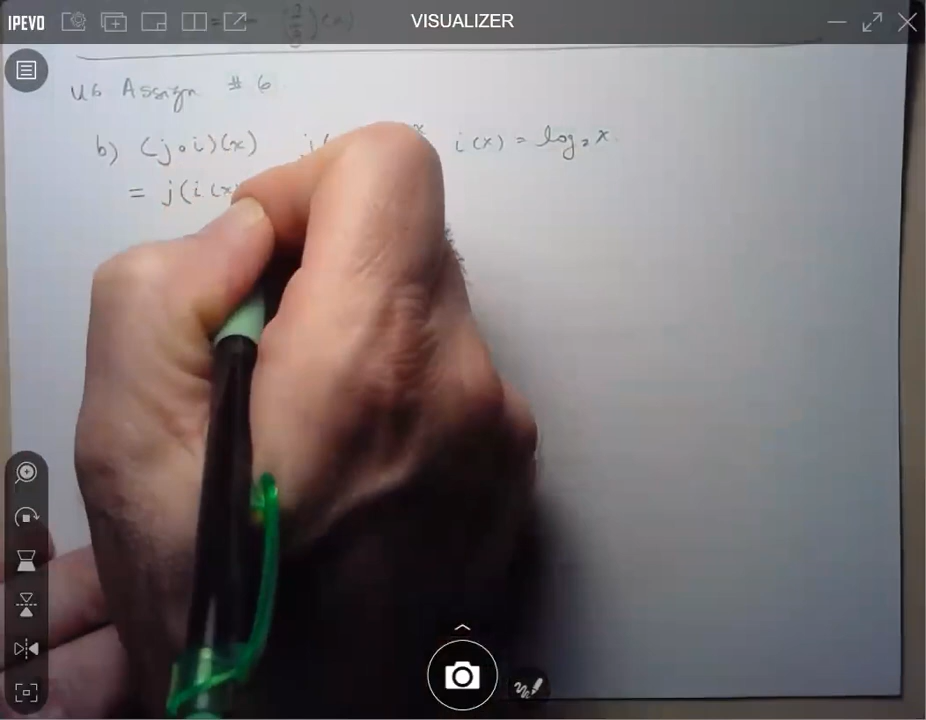 IPEVO VISUALIZER
U6 Assign # 6
b) (j∘i)(x) j( x i(x) = log₂ x
= j(i(x)